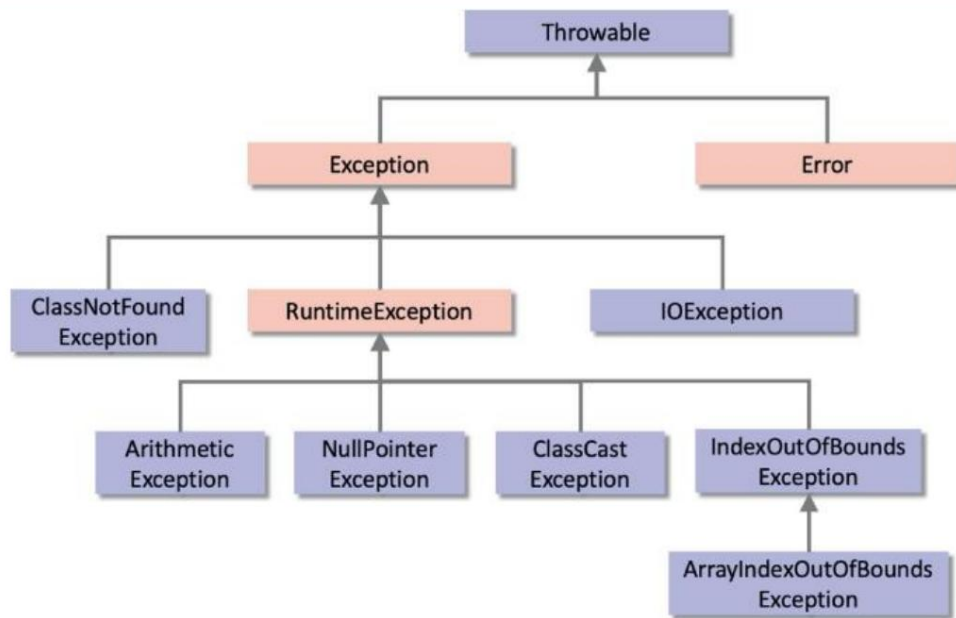 Throwable
Exception
Error
ClassNotFound
Exception
RuntimeException
IOException
Arithmetic
Exception
NullPointer
Exception
ClassCast
Exception
IndexOutOfBounds
Exception
ArrayIndexOutOfBounds
Exception